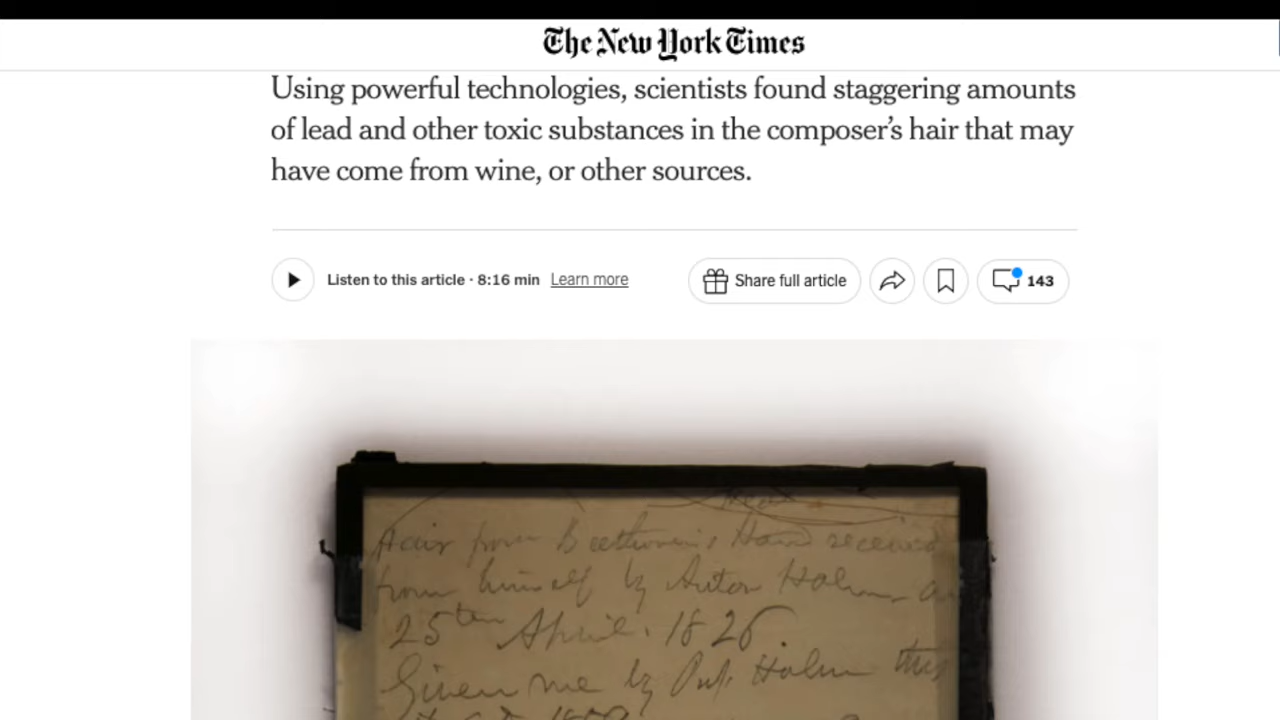 The New York Times
Using powerful technologies, scientists found staggering amounts
of lead and other toxic substances in the composer’s hair that may
have come from wine, or other sources.
Listen to this article · 8:16 min Learn more
Share full article
143
Hair from Beethoven's Hand received
from himself by Anton Halm
25ten April. 1826
Given me by Prof. Halm this